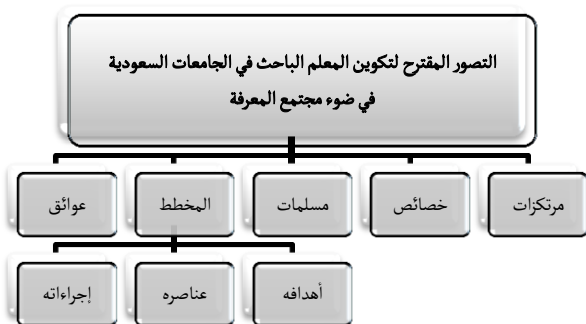 التصور المقترح لتكوين المعلم الباحث في الجامعات السعودية
في ضوء مجتمع المعرفة
مرتكزات
خصائص
مسلمات
المخطط
عوائق
أهدافه
عناصره
إجراءاته